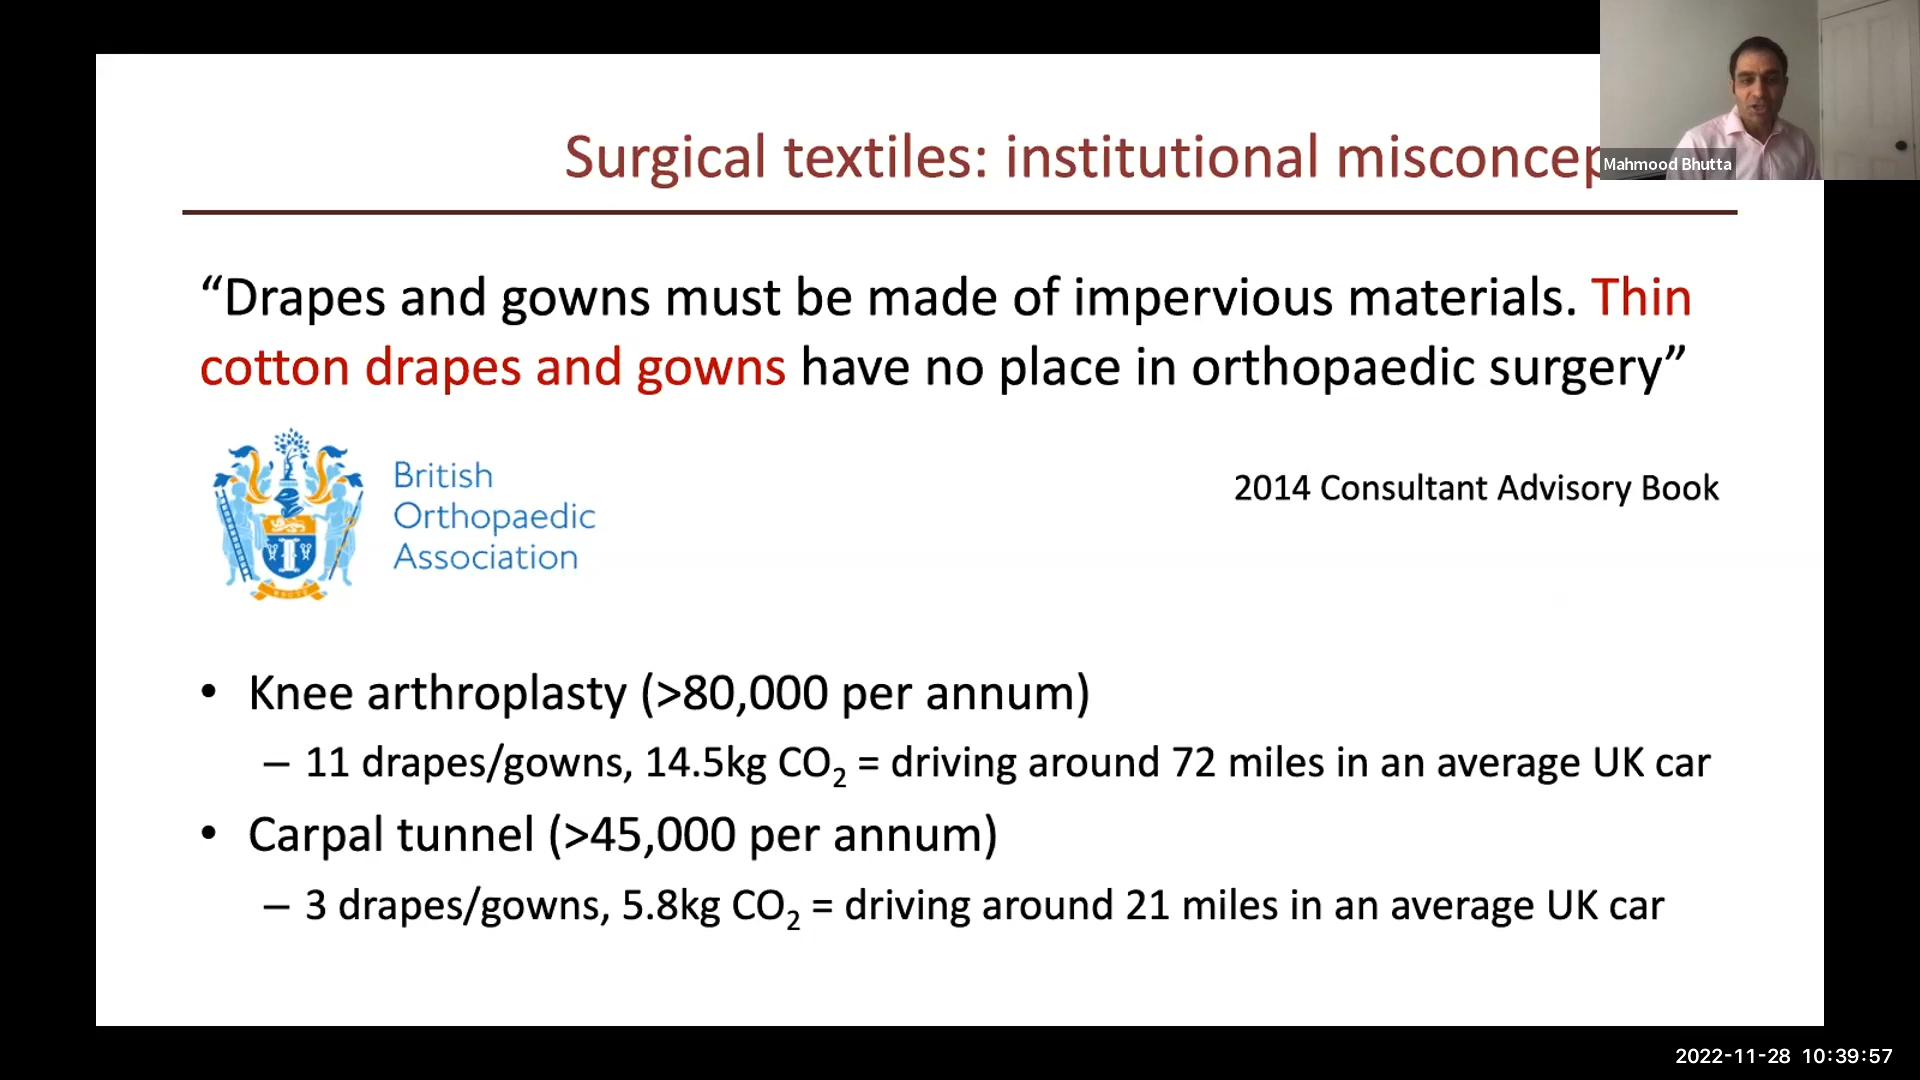 Surgical textiles: institutional misconcep
Mahmood Bhutta
“Drapes and gowns must be made of impervious materials. Thin
cotton drapes and gowns have no place in orthopaedic surgery”
British
Orthopaedic
Association
2014 Consultant Advisory Book
• Knee arthroplasty (>80,000 per annum)
– 11 drapes/gowns, 14.5kg CO₂ = driving around 72 miles in an average UK car
• Carpal tunnel (>45,000 per annum)
– 3 drapes/gowns, 5.8kg CO₂ = driving around 21 miles in an average UK car
2022-11-28 10:39:57